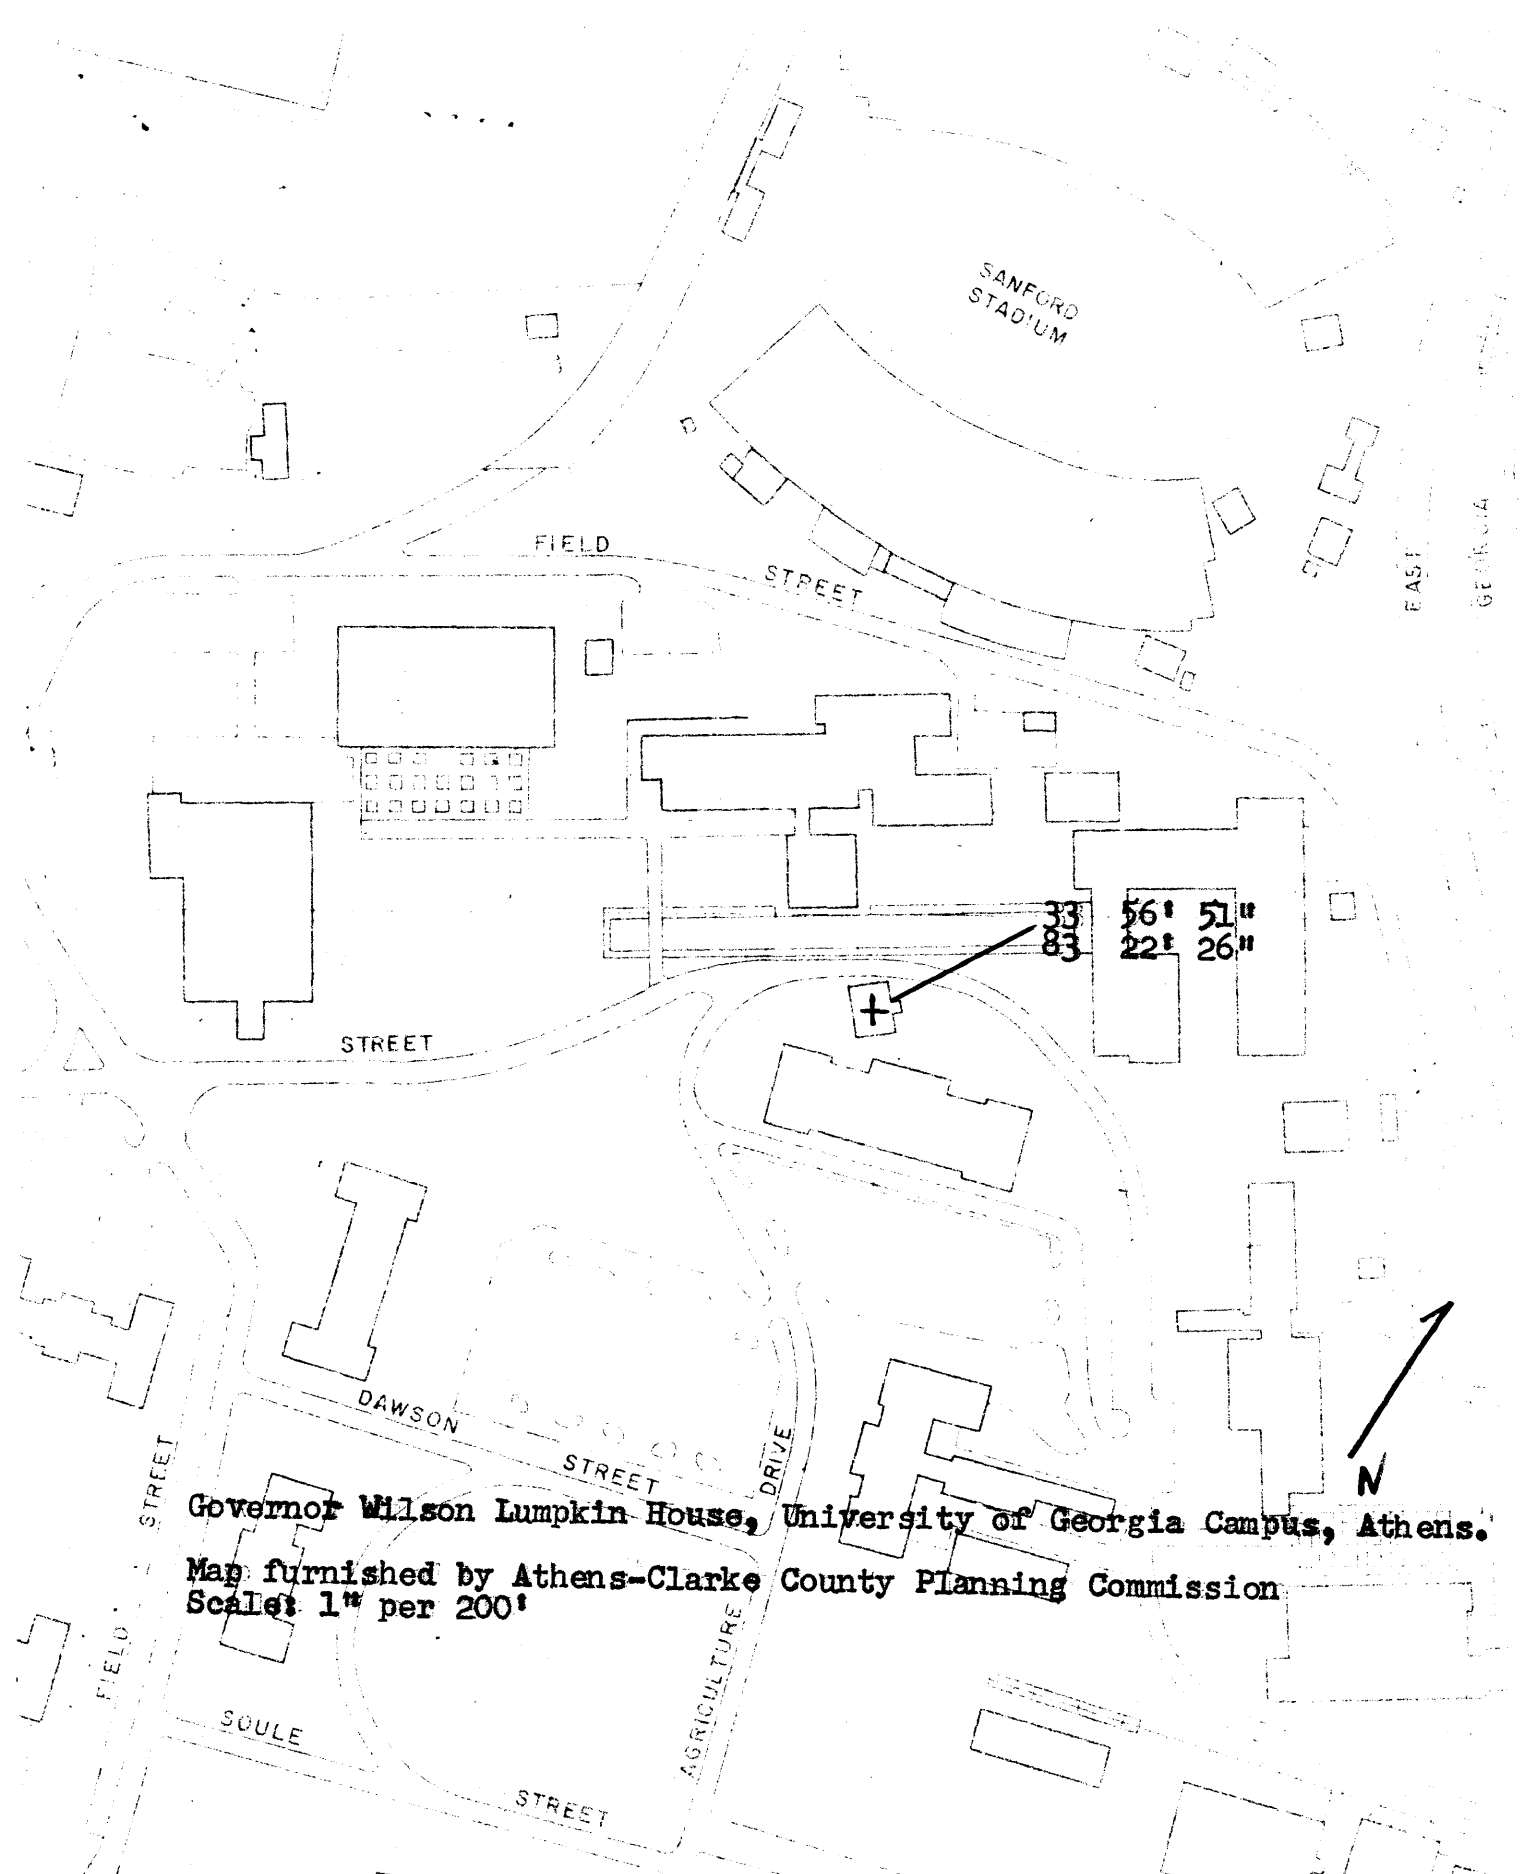 SANFORD
STADIUM
FIELD
STREET
EAST
GEORGIA
33 56' 51"
83 22' 26"
STREET
DAWSON
STREET
DRIVE
STREET
N
Governor Wilson Lumpkin House, University of Georgia Campus, Athens.
Map furnished by Athens-Clarke County Planning Commission
Scale: 1" per 200'
FIELD
AGRICULTURE
SOULE
STREET